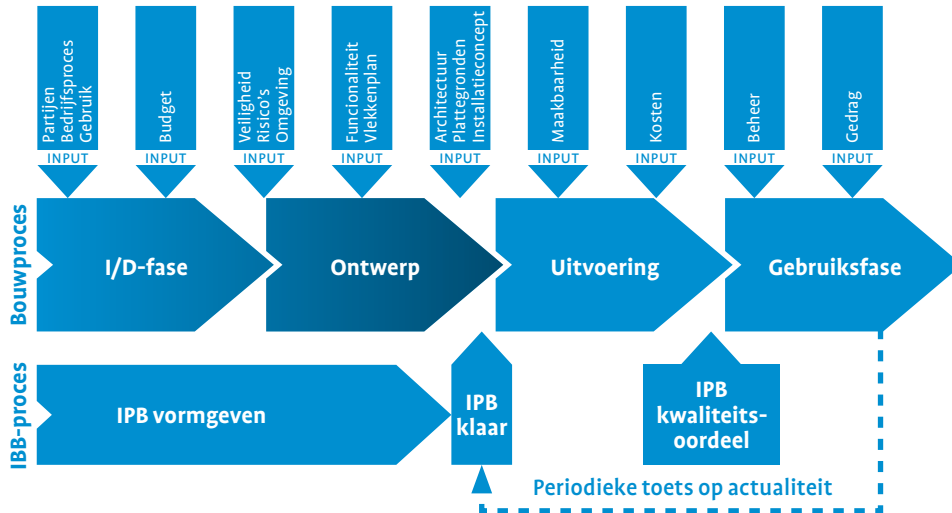 Partijen
Bedrijfsproces
Gebruik
Budget
Veiligheid
Risico's
Omgeving
Funcionaliteit
Vlekkenplan
Architectuur
Plattegronden
Installatieconcept
Maakbaarheid
Kosten
Beheer
Gedrag
INPUT
INPUT
INPUT
INPUT
INPUT
INPUT
INPUT
INPUT
INPUT
Bouwproces
I/D-fase
Ontwerp
Uitvoering
Gebruiksfase
IBB-proces
IPB vormgeven
IPB
klaar
IPB
kwaliteits-
oordeel
Periodieke toets op actualiteit